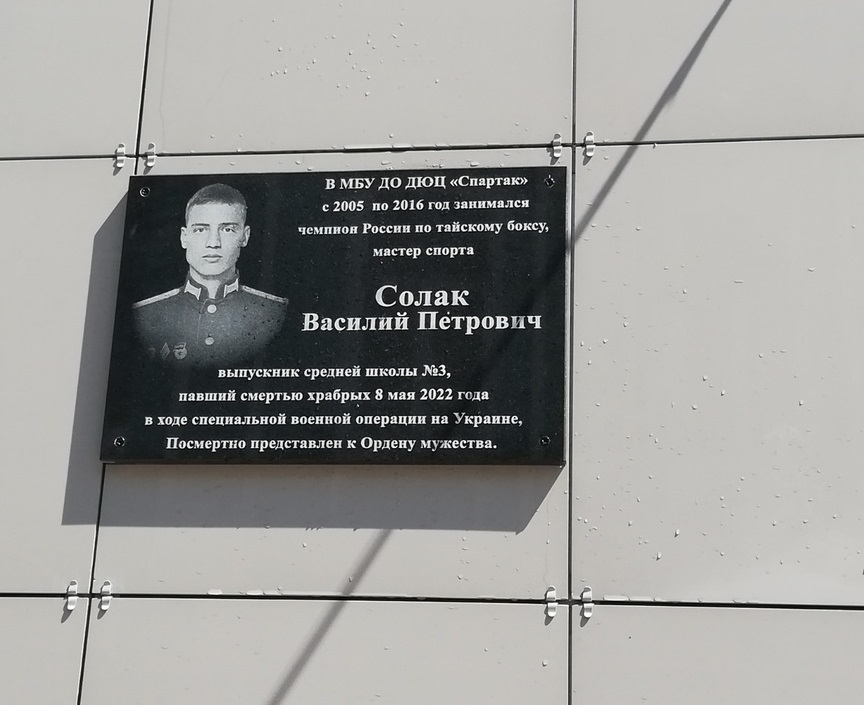 В МБУ ДО ДЮЦ «Спартак»
с 2005 по 2016 год занимался
чемпион России по тайскому боксу,
мастер спорта
Солак
Василий Петрович
выпускник средней школы №3,
павший смертью храбрых 8 мая 2022 года
в ходе специальной военной операции на Украине,
Посмертно представлен к Ордену мужества.